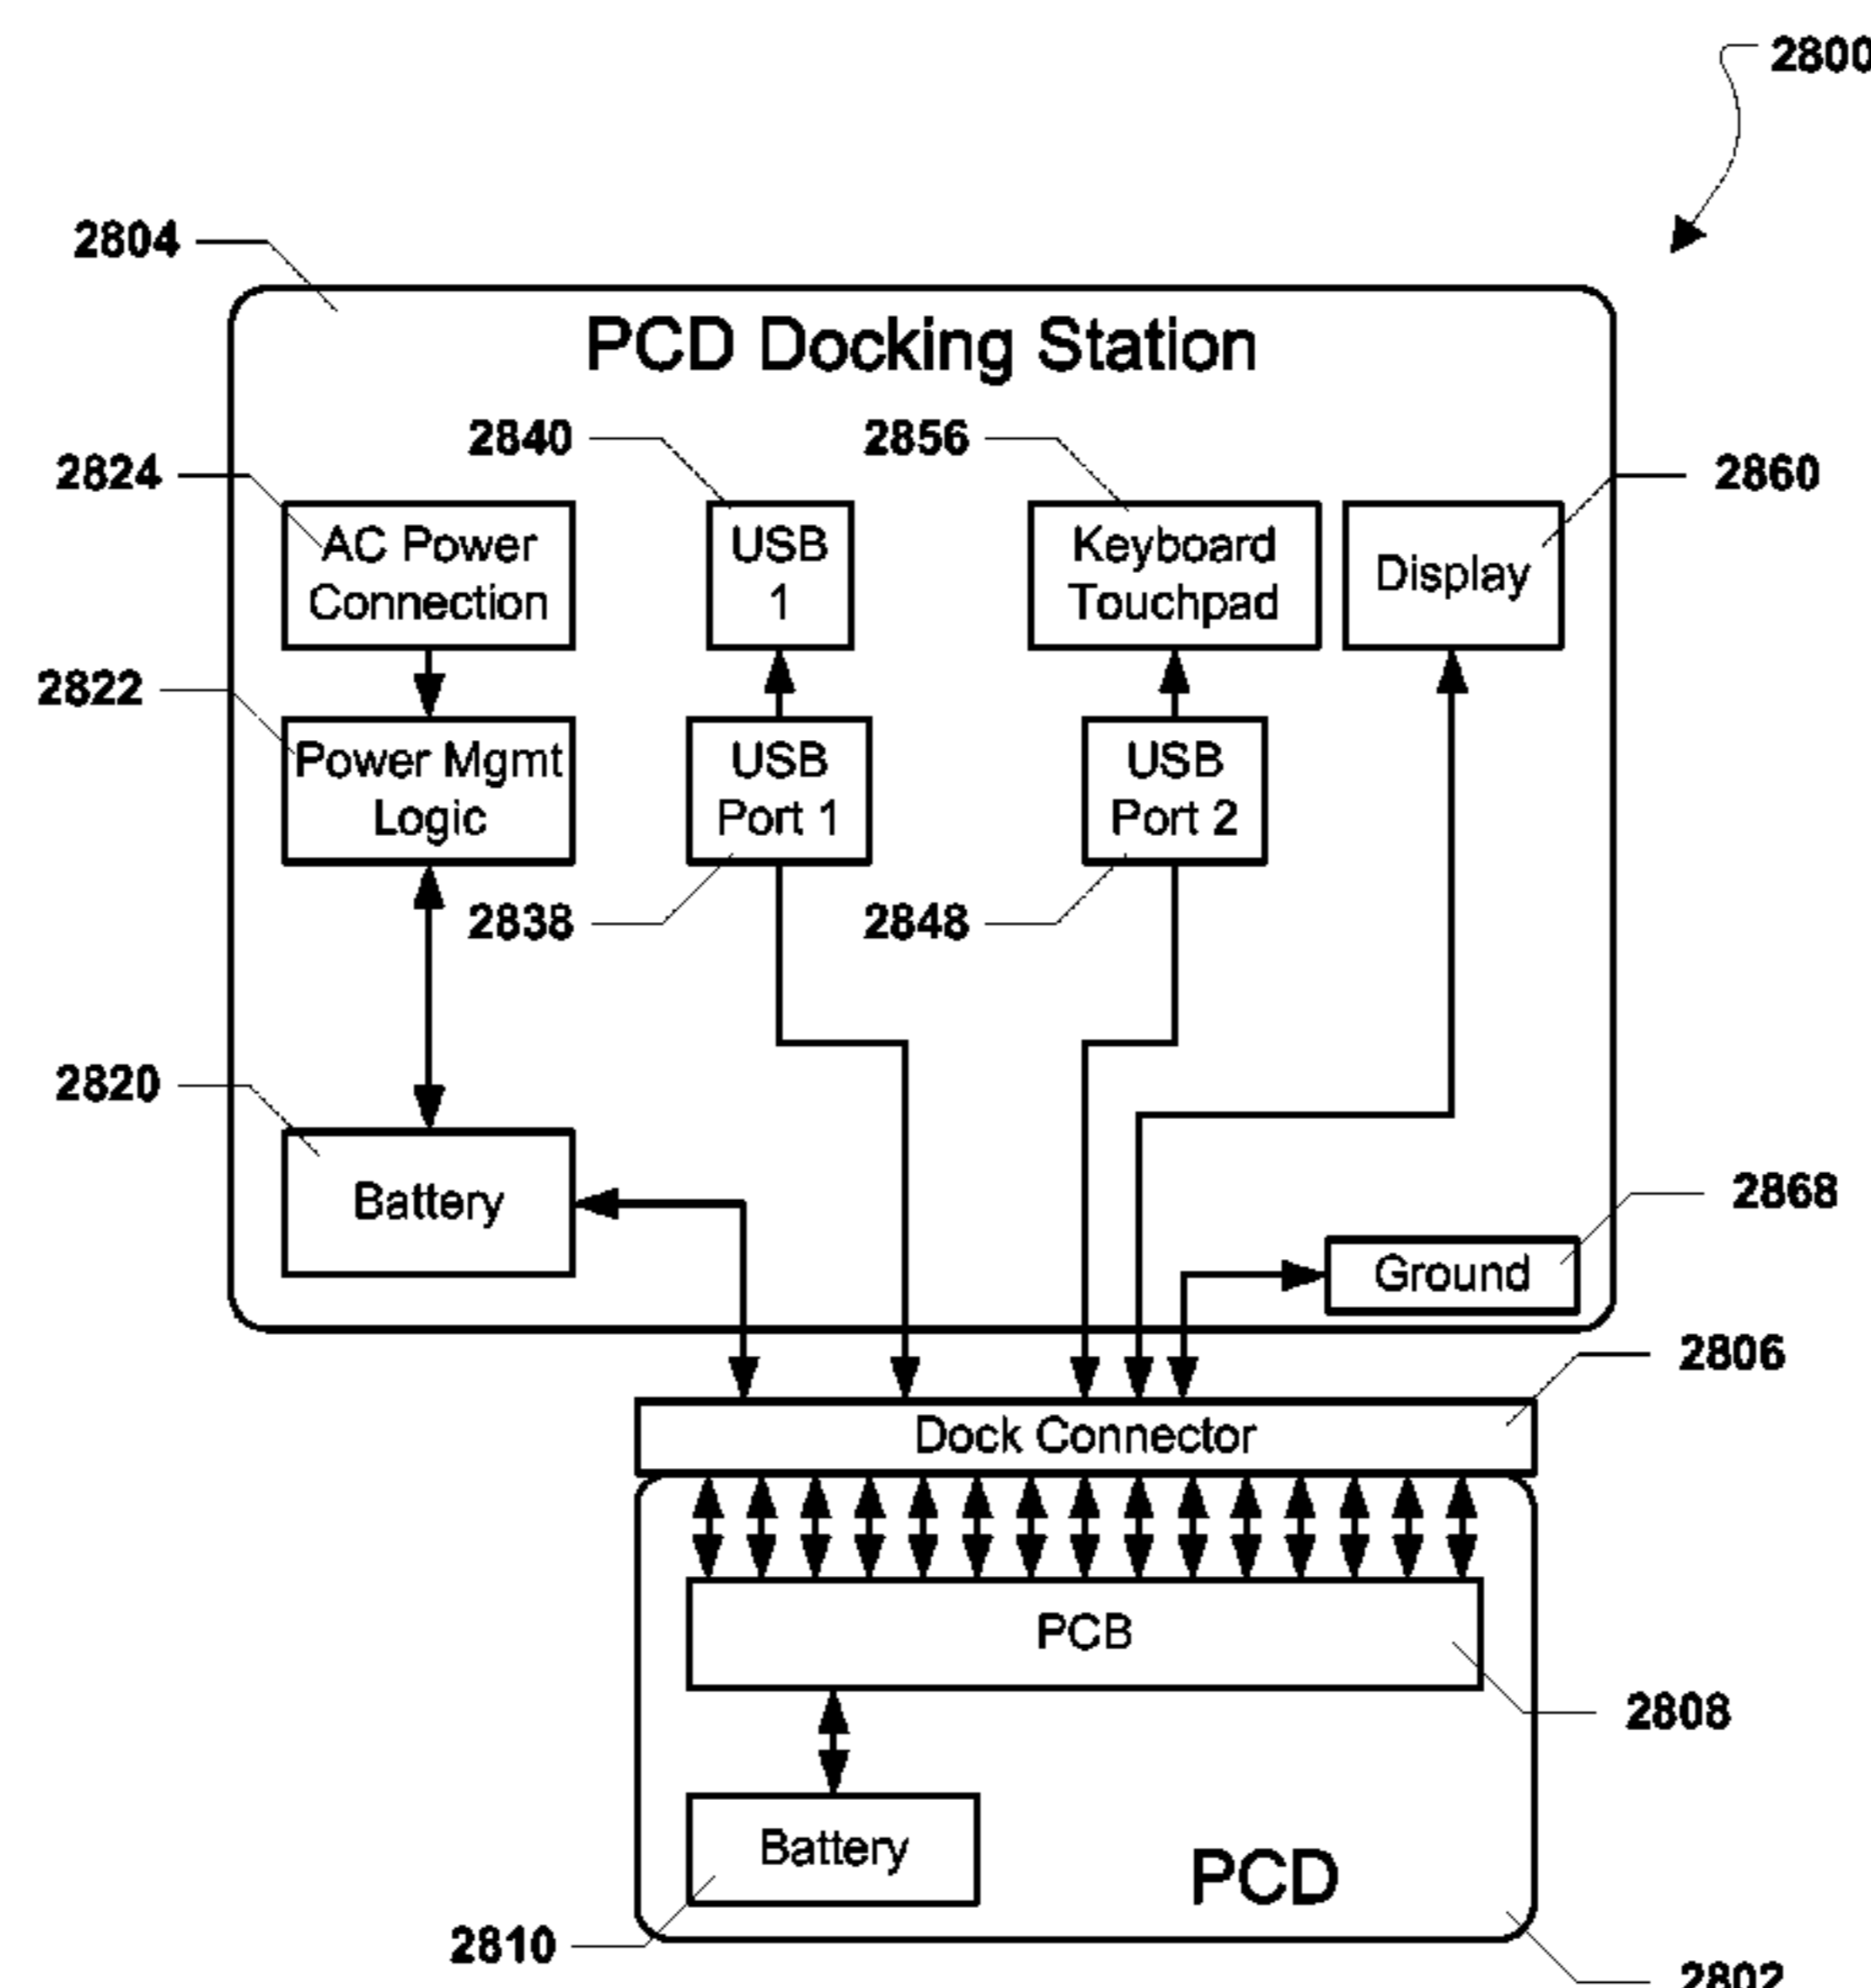 2800
2804
PCD Docking Station
2840
2856
2824
2860
AC Power
Connection
USB
1
Keyboard
Touchpad
Display
2822
Power Mgmt
Logic
USB
Port 1
USB
Port 2
2838
2848
2820
Battery
2868
Ground
2806
Dock Connector
PCB
2808
Battery
PCD
2810
2802